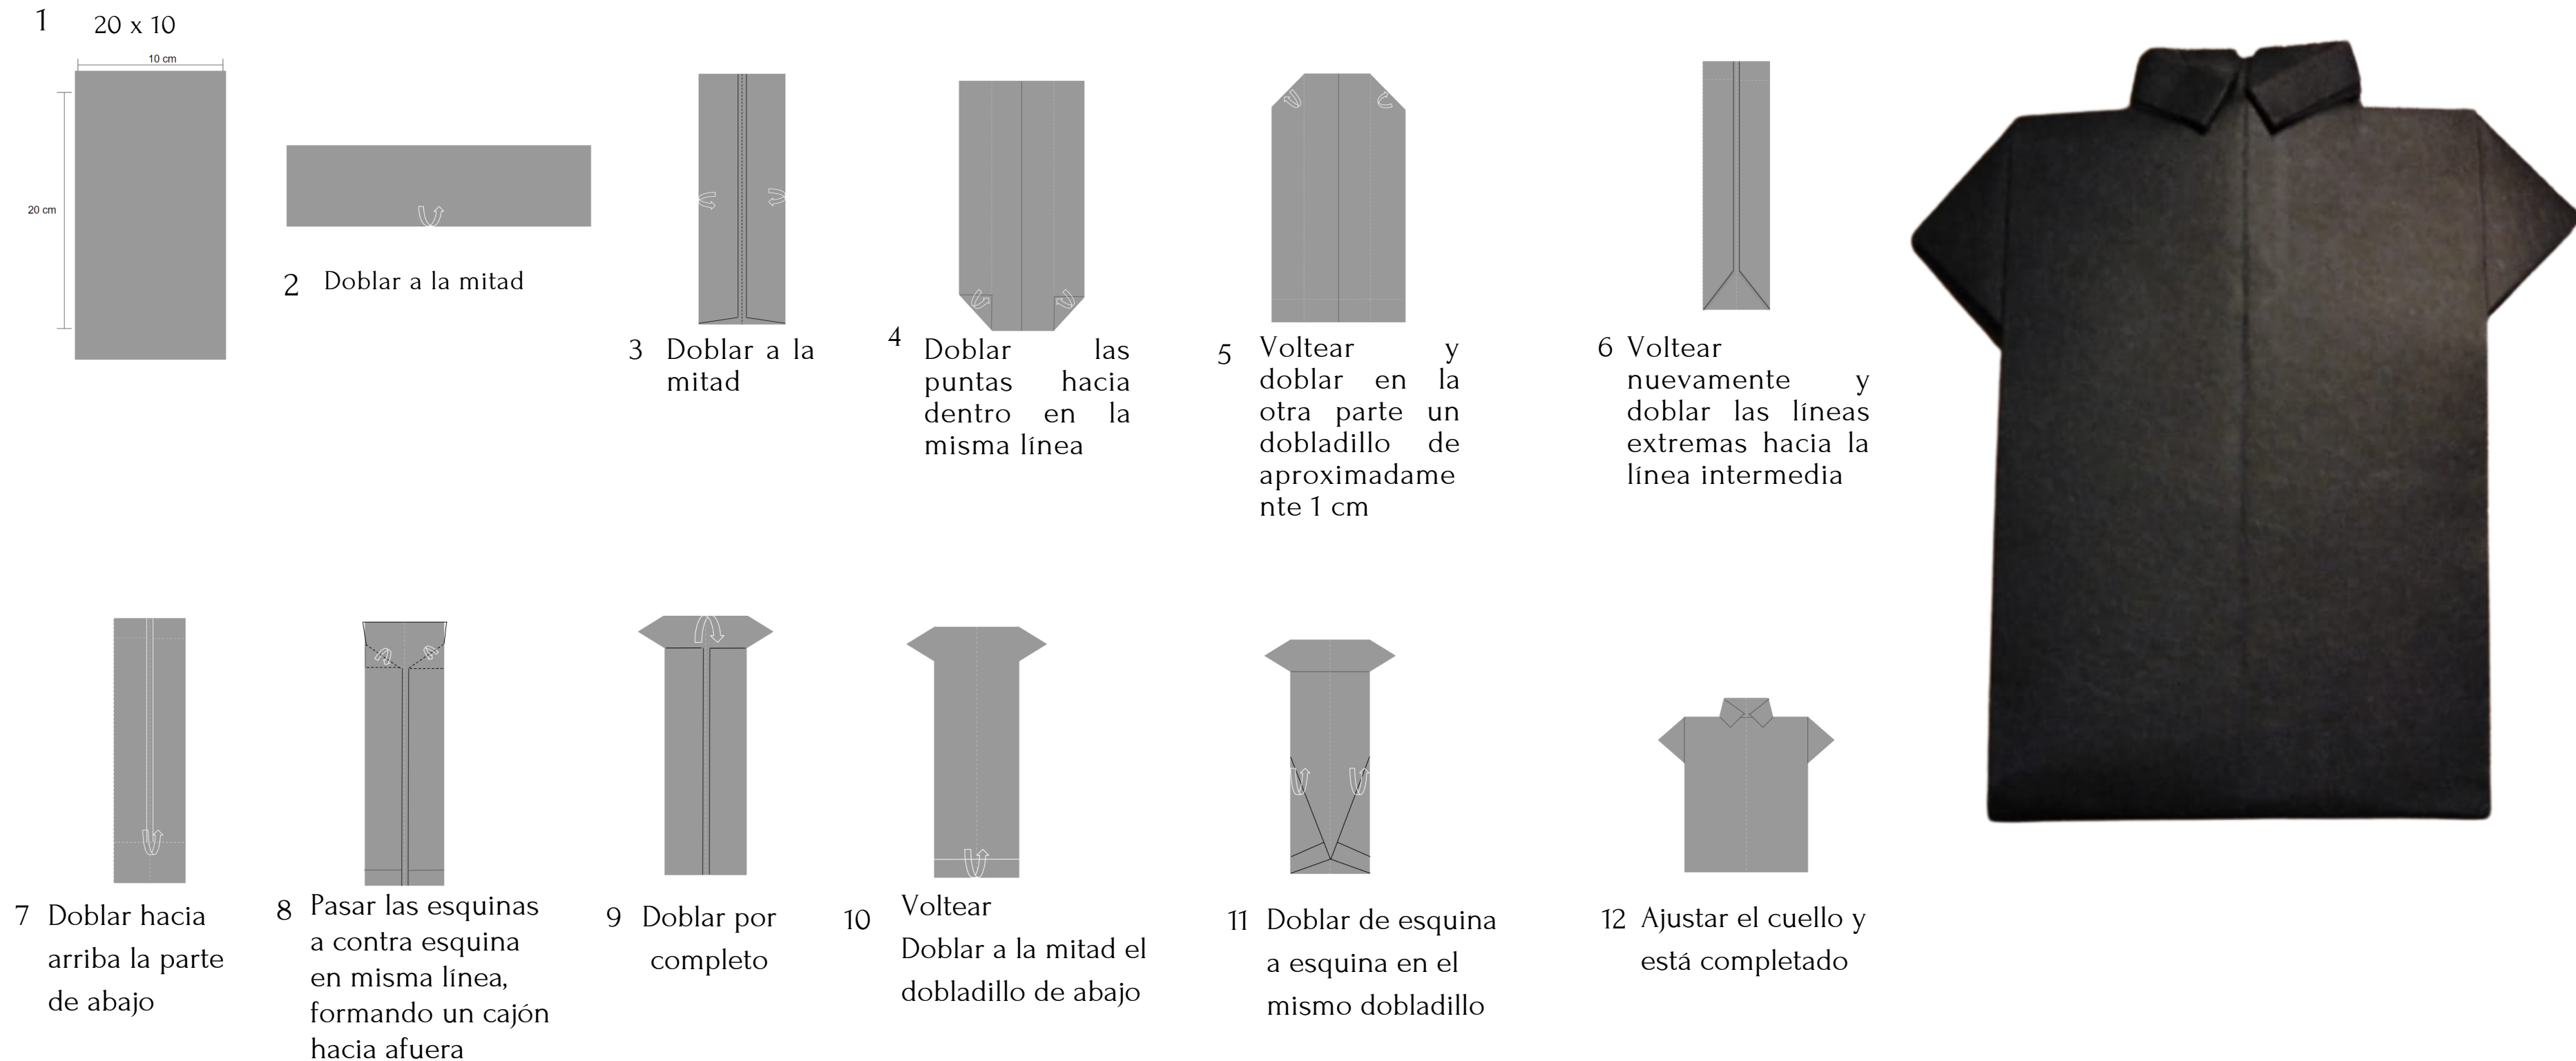 1
20 x 10
10 cm
20 cm
2 Doblar a la mitad
3 Doblar a la
mitad
4 Doblar las
puntas hacia
dentro en la
misma línea
5 Voltear y
doblar en la
otra parte un
dobladillo de
aproximadame
nte 1 cm
6 Voltear
nuevamente y
doblar las líneas
extremas hacia la
línea intermedia
7 Doblar hacia
arriba la parte
de abajo
8 Pasar las esquinas
a contra esquina
en misma línea,
formando un cajón
hacia afuera
9 Doblar por
completo
10 Voltear
Doblar a la mitad el
dobladillo de abajo
11 Doblar de esquina
a esquina en el
mismo dobladillo
12 Ajustar el cuello y
está completado